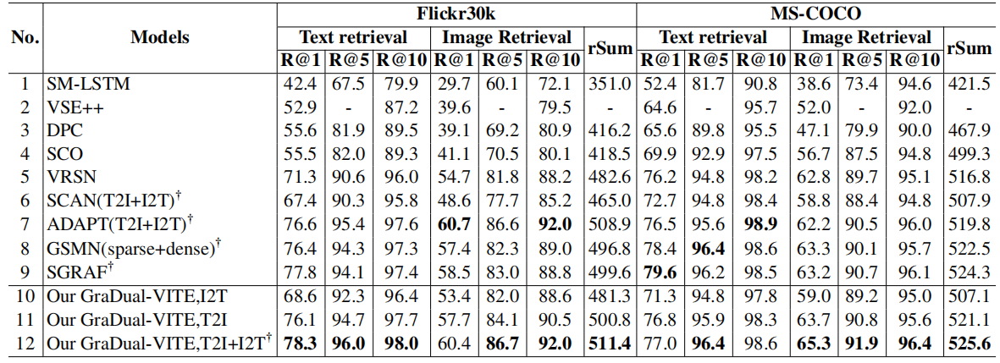 Flickr30k MS-COCO
No. Models Text retrieval Image Retrieval rSum Text retrieval Image Retrieval rSum
R@1 R@5 R@10 R@1 R@5 R@10 R@1 R@5 R@10 R@1 R@5 R@10
1 SM-LSTM 42.4 67.5 79.9 29.7 60.1 72.1 351.0 52.4 81.7 90.8 38.6 73.4 94.6 421.5
2 VSE++ 52.9 - 87.2 39.6 - 79.5 - 64.6 - 95.7 52.0 - 92.0 -
3 DPC 55.6 81.9 89.5 39.1 69.2 80.9 416.2 65.6 89.8 95.5 47.1 79.9 90.0 467.9
4 SCO 55.5 82.0 89.3 41.1 70.5 80.1 418.5 69.9 92.9 97.5 56.7 87.5 94.8 499.3
5 VRSN 71.3 90.6 96.0 54.7 81.8 88.2 482.6 76.2 94.8 98.2 62.8 89.7 95.1 516.8
6 SCAN(T2I+I2T)† 67.4 90.3 95.8 48.6 77.7 85.2 465.0 72.7 94.8 98.4 58.8 88.4 94.8 507.9
7 ADAPT(T2I+I2T)† 76.6 95.4 97.6 60.7 86.6 92.0 508.9 76.5 95.6 98.9 62.2 90.5 96.0 519.8
8 GSMN(sparse+dense)† 76.4 94.3 97.3 57.4 82.3 89.0 496.8 78.4 96.4 98.6 63.3 90.1 95.7 522.5
9 SGRAF† 77.8 94.1 97.4 58.5 83.0 88.8 499.6 79.6 96.2 98.5 63.2 90.7 96.1 524.3
10 Our GraDual-VITE,I2T 68.6 92.3 96.4 53.4 82.0 88.6 481.3 71.3 94.8 97.8 59.0 89.2 95.0 507.1
11 Our GraDual-VITE,T2I 76.1 94.7 97.7 57.7 84.1 90.5 500.8 76.8 95.9 98.3 63.7 90.8 95.6 521.1
12 Our GraDual-VITE,T2I+I2T† 78.3 96.0 98.0 60.4 86.7 92.0 511.4 77.0 96.4 98.6 65.3 91.9 96.4 525.6